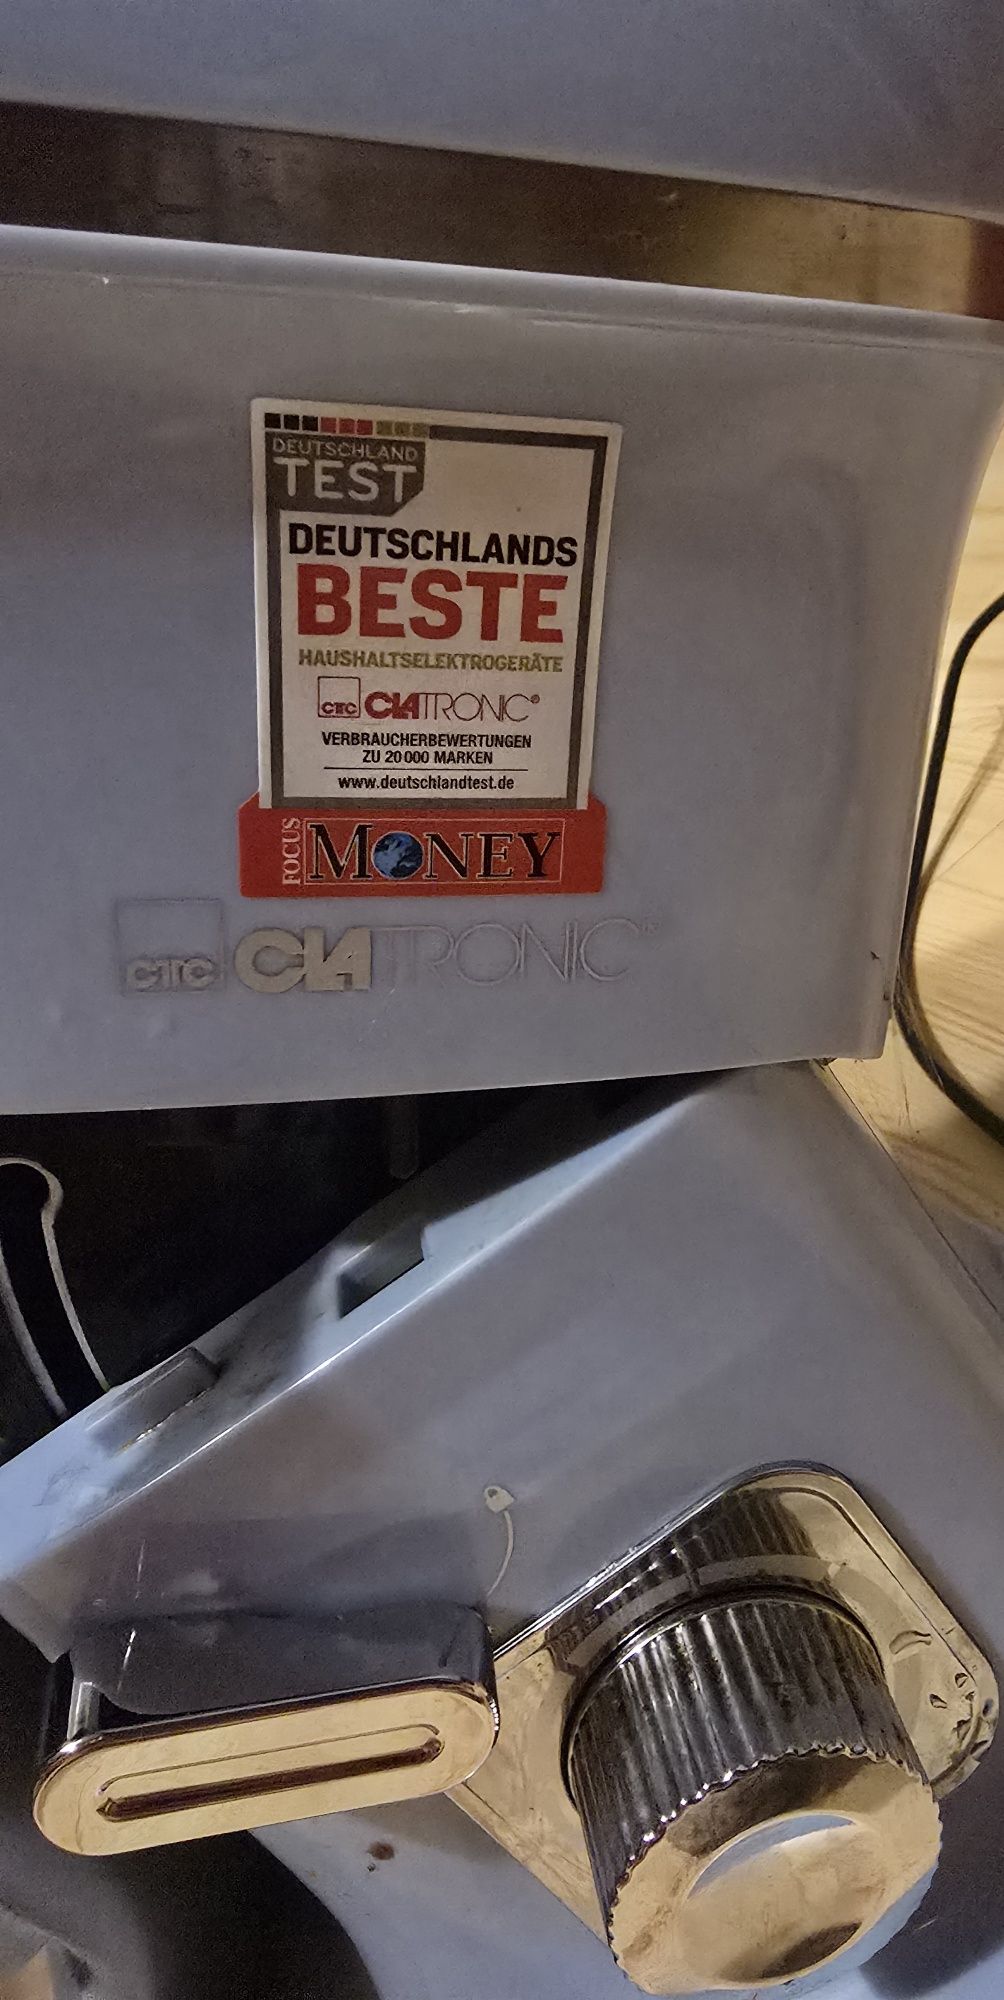 DEUTSCHLAND
TEST
DEUTSCHLANDS
BESTE
HAUSHALTSELEKTROGERÄTE
CTC CLATRONIC®
VERBRAUCHERBEWERTUNGEN
ZU 20 000 MARKEN
www.deutschlandtest.de
FOCUS MONEY
CTC CLATRONIC®